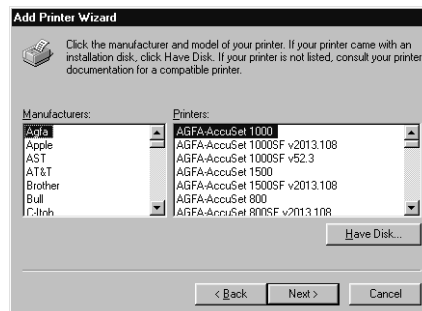 Add Printer Wizard
Click the manufacturer and model of your printer. If your printer came with an
installation disk, click Have Disk. If your printer is not listed, consult your printer
documentation for a compatible printer.
Manufacturers:
Printers:
Agfa
Apple
AST
AT&T
Brother
Bull
C-Itoh
AGFA-AccuSet 1000
AGFA-AccuSet 1000SF v2013.108
AGFA-AccuSet 1000SF v52.3
AGFA-AccuSet 1500
AGFA-AccuSet 1500SF v2013.108
AGFA-AccuSet 800
AGFA-AccuSet 800SF v2013.108
Have Disk...
< Back
Next >
Cancel